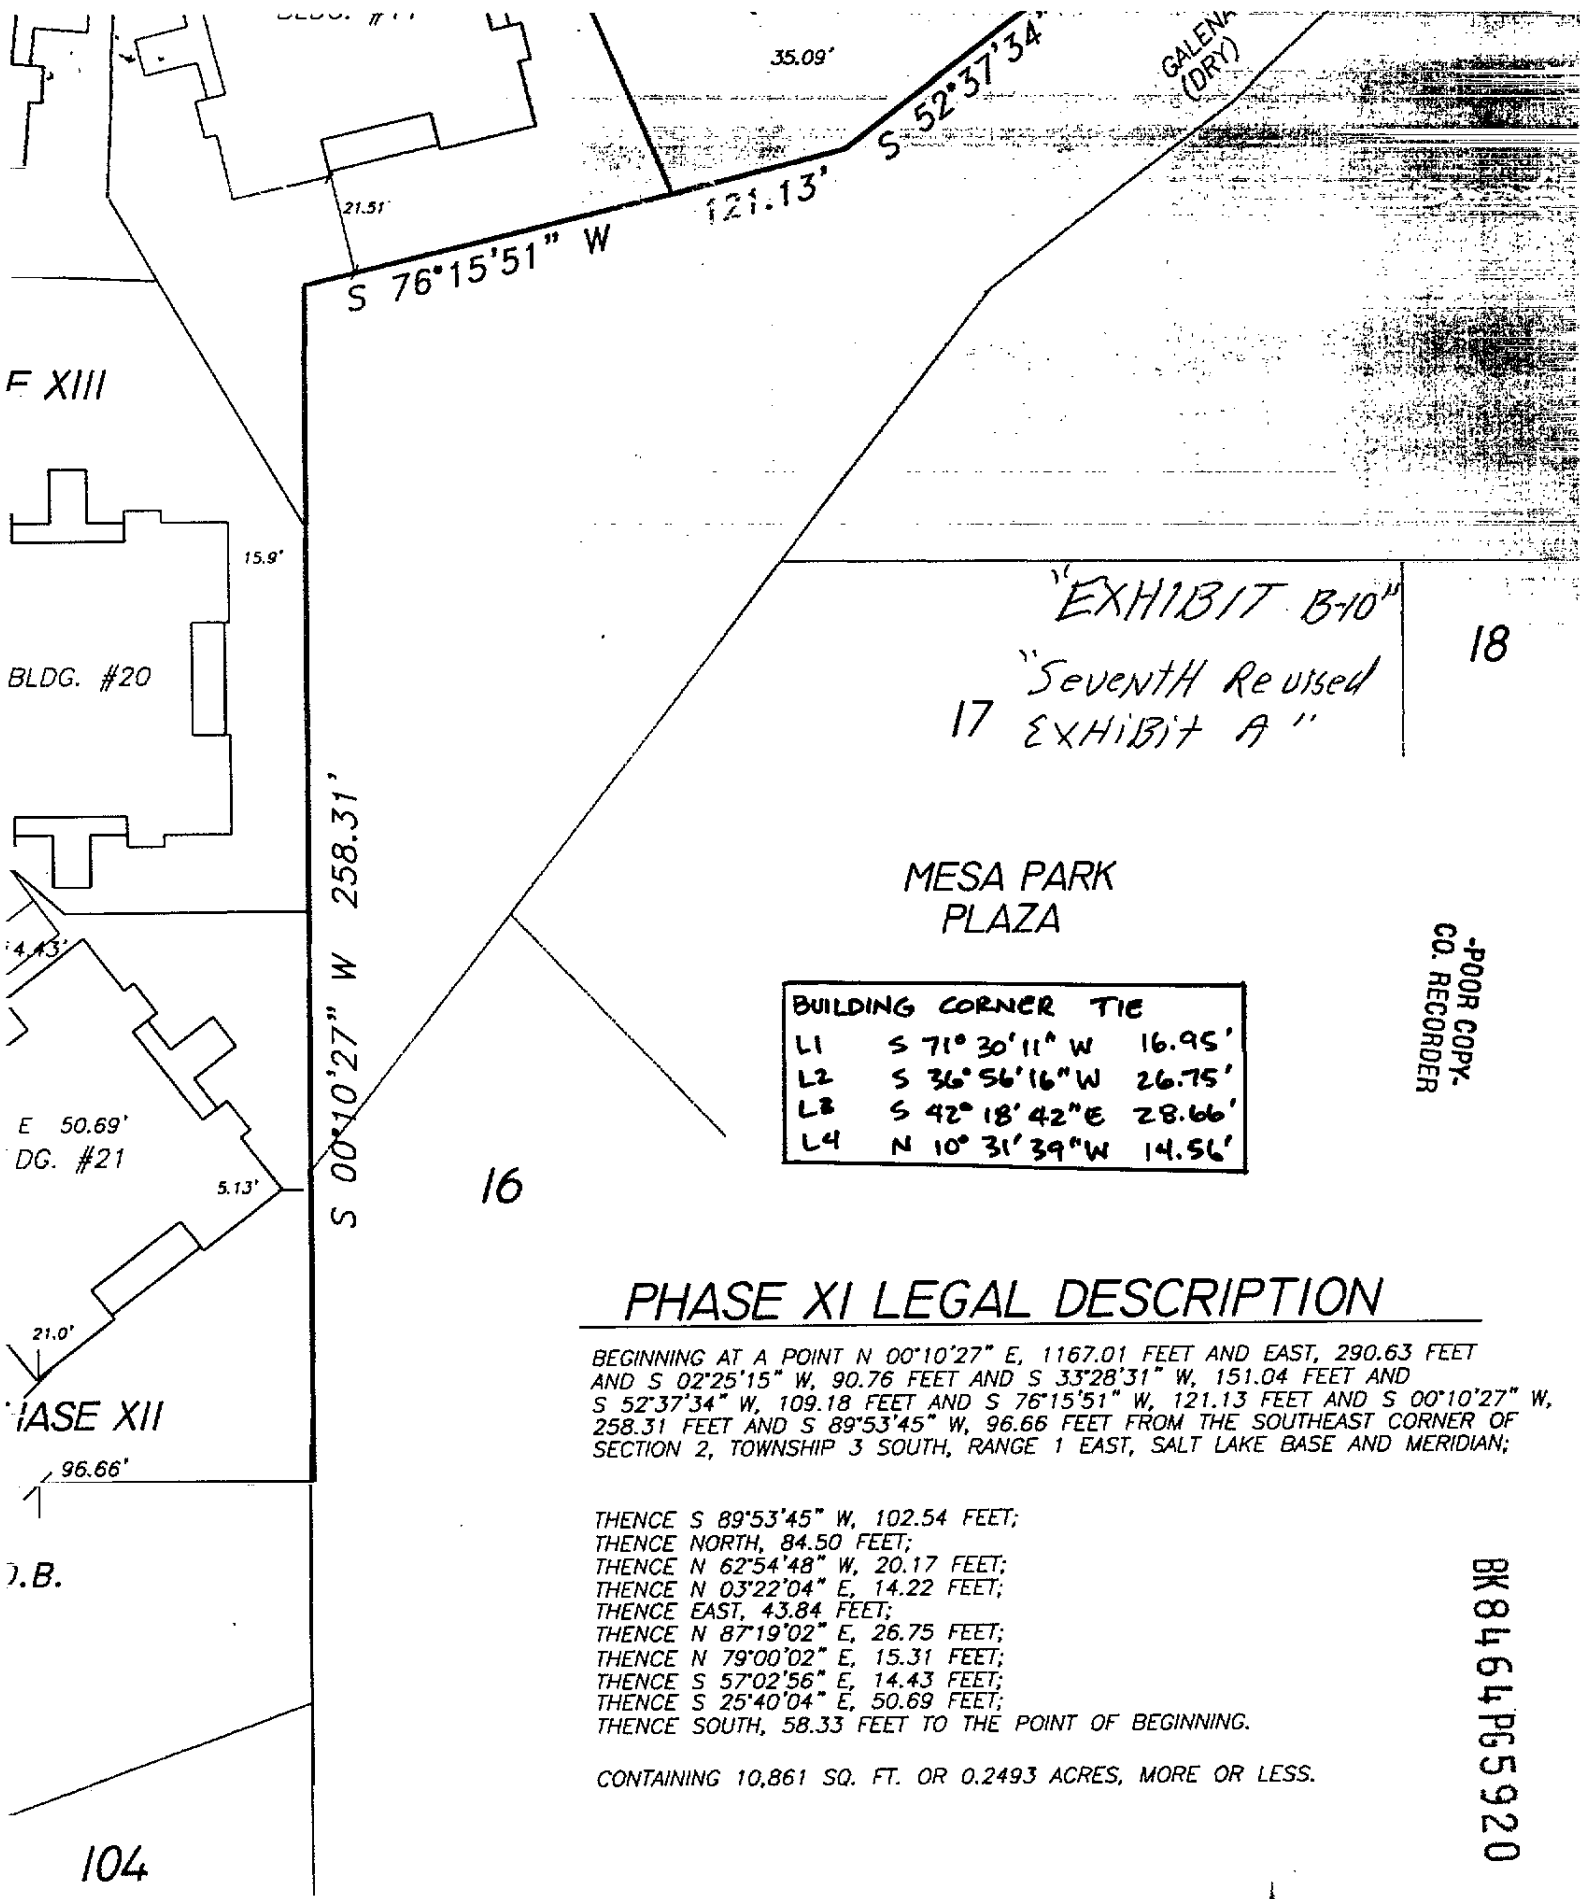 BLDG. #
35.09'
S 52°37'34"
GALENA
(DRY)
121.13'
21.51'
S 76°15'51" W
XIII
15.9'
"EXHIBIT B-10"
18
BLDG. #20
"SEVENTH Revised
17
EXHiBit A"
S 00°10'27" W 258.31'
MESA PARK
PLAZA
4.43'
-POOR COPY-
CO. RECORDER
BUILDING CORNER TIE
L1 S 71° 30' 11" W 16.95'
L2 S 36° 56' 16" W 26.75'
L3 S 42° 18' 42" E 28.66'
L4 N 10° 31' 39" W 14.56'
E 50.69'
DG. #21
5.13'
16
PHASE XI LEGAL DESCRIPTION
21.0'
BEGINNING AT A POINT N 00°10'27" E, 1167.01 FEET AND EAST, 290.63 FEET
AND S 02°25'15" W, 90.76 FEET AND S 33°28'31" W, 151.04 FEET AND
S 52°37'34" W, 109.18 FEET AND S 76°15'51" W, 121.13 FEET AND S 00°10'27" W,
258.31 FEET AND S 89°53'45" W, 96.66 FEET FROM THE SOUTHEAST CORNER OF
SECTION 2, TOWNSHIP 3 SOUTH, RANGE 1 EAST, SALT LAKE BASE AND MERIDIAN;
HASE XII
96.66'
THENCE S 89°53'45" W, 102.54 FEET;
THENCE NORTH, 84.50 FEET;
THENCE N 62°54'48" W, 20.17 FEET;
THENCE N 03°22'04" E, 14.22 FEET;
THENCE EAST, 43.84 FEET;
THENCE N 87°19'02" E, 26.75 FEET;
THENCE N 79°00'02" E, 15.31 FEET;
THENCE S 57°02'56" E, 14.43 FEET;
THENCE S 25°40'04" E, 50.69 FEET;
THENCE SOUTH, 58.33 FEET TO THE POINT OF BEGINNING.
.B.
CONTAINING 10,861 SQ. FT. OR 0.2493 ACRES, MORE OR LESS.
BK8464PG5920
104